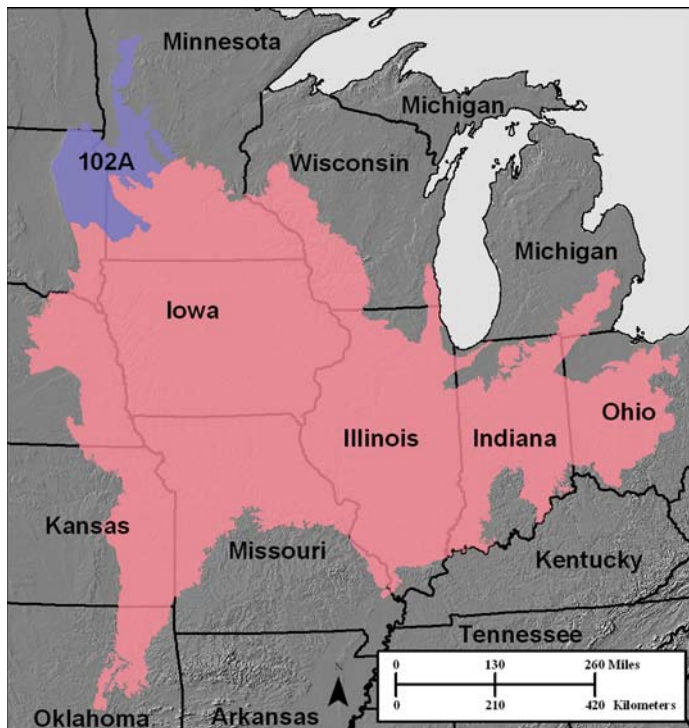 Minnesota
Michigan
102A
Wisconsin
Michigan
Iowa
Illinois
Indiana
Ohio
Kansas
Missouri
Kentucky
Tennessee
Oklahoma
Arkansas
N
0 130 260 Miles
0 210 420 Kilometers